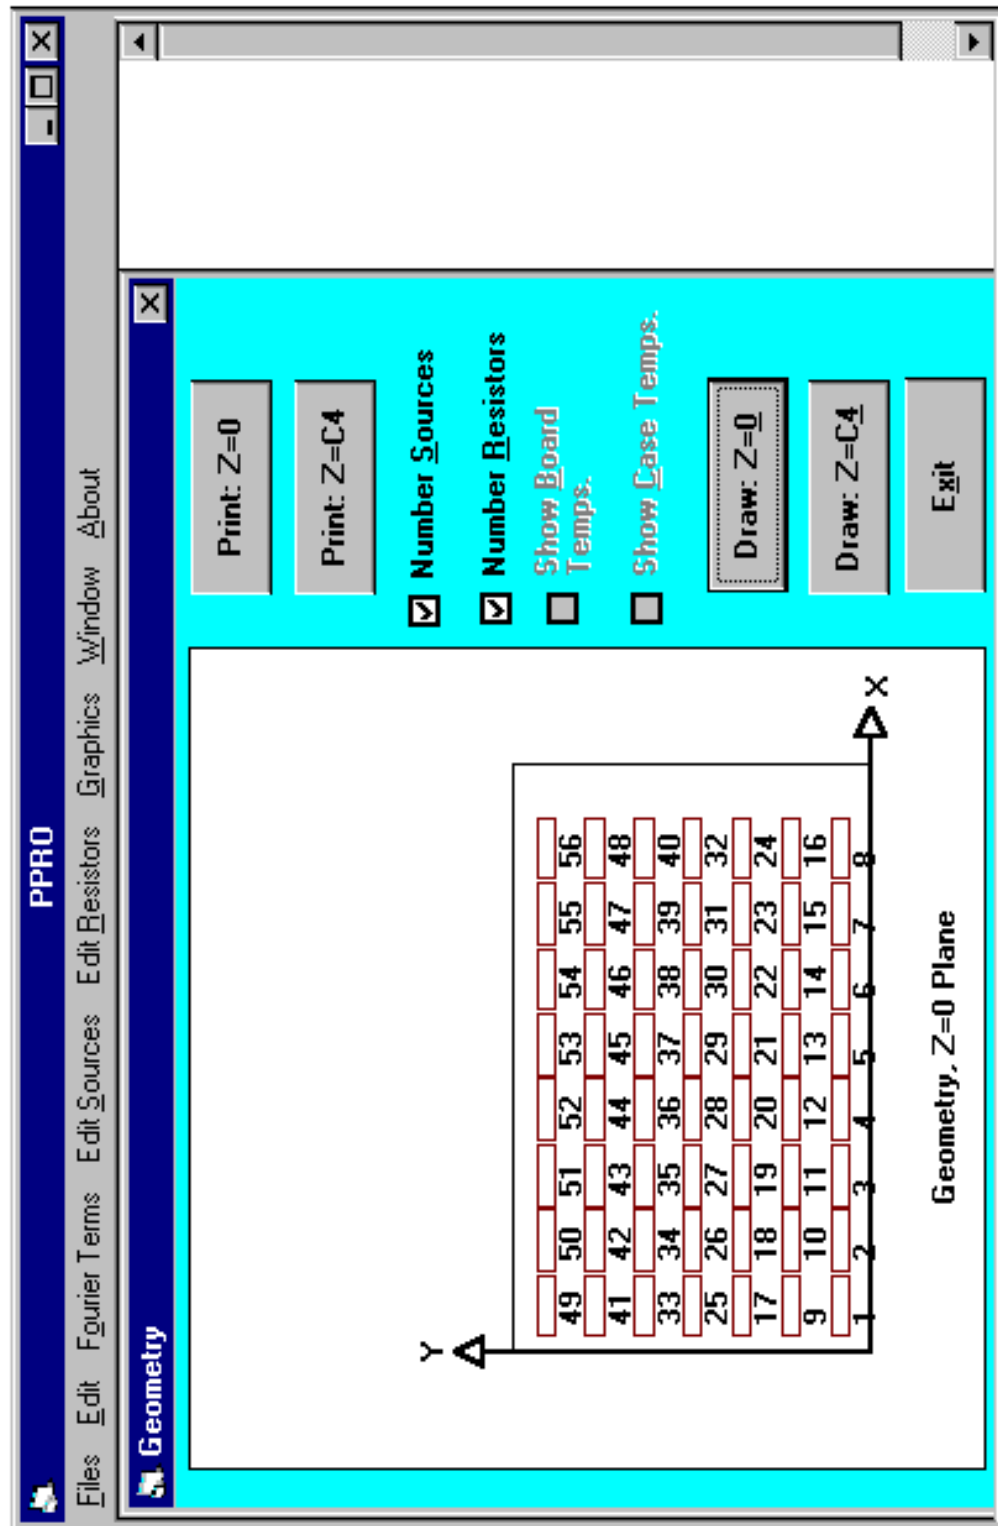 PPRO
Files Edit Fourier Terms Edit Sources Edit Resistors Graphics Window About
Geometry
Print: Z=0
Print: Z=C4
Number Sources
Number Resistors
Show Board
Temps.
Show Case Temps.
Draw: Z=0
Draw: Z=C4
Exit
Y
49 50 51 52 53 54 55 56
41 42 43 44 45 46 47 48
33 34 35 36 37 38 39 40
25 26 27 28 29 30 31 32
17 18 19 20 21 22 23 24
9 10 11 12 13 14 15 16
1 2 3 4 5 6 7 8
X
Geometry, Z=0 Plane